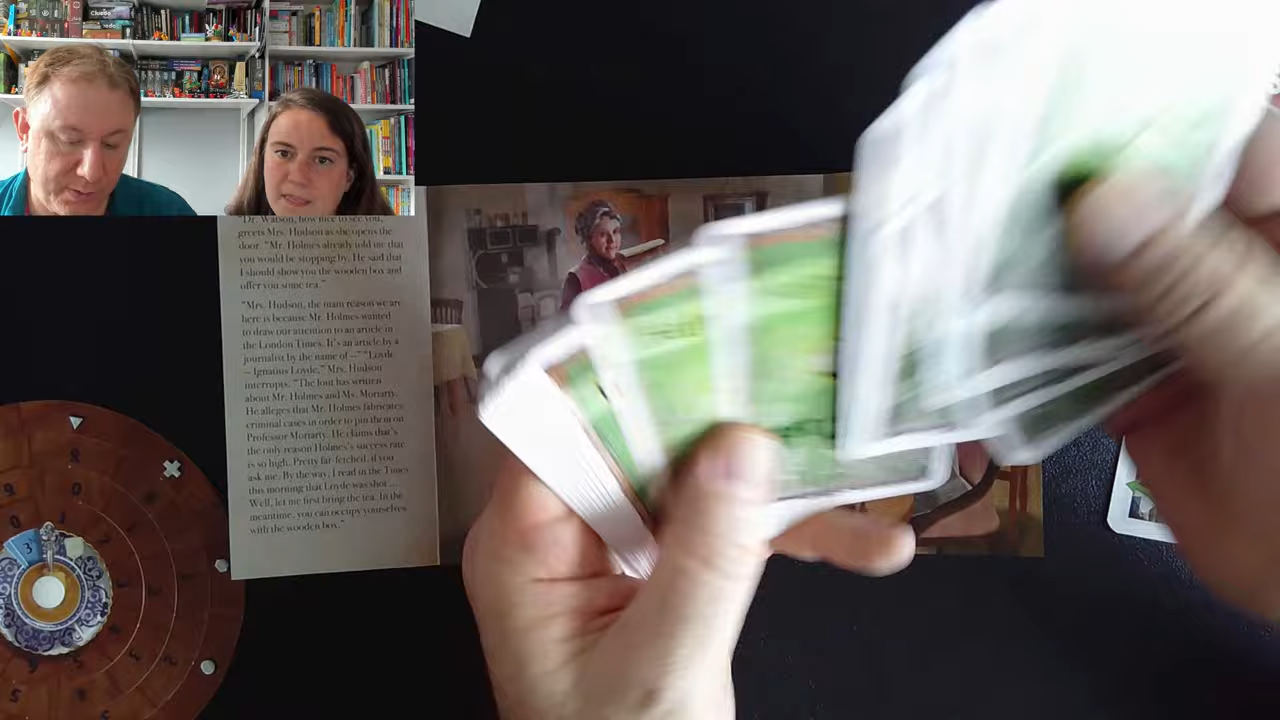 Cluedo
"Dr. Watson, how nice to see you,"
greets Mrs. Hudson as she opens the
door. "Mr. Holmes already told me that
you would be stopping by. He said that
I should show you the wooden box and
offer you some tea."
"Mrs. Hudson, the main reason we are
here is because Mr. Holmes wanted
to draw our attention to an article in
the London Times. It's an article by a
journalist by the name of —" "Loyde
– Ignatius Loyde," Mrs. Hudson
interrupts. "The lout has written
about Mr. Holmes and Ms. Moriarty.
He alleges that Mr. Holmes fabricates
criminal cases in order to pin them on
Professor Moriarty. He claims that's
the only reason Holmes's success rate
is so high. Pretty far-fetched, if you
ask me. By the way, I read in the Times
this morning that Loyde was shot ...
Well, let me first bring the tea. In the
meantime, you can occupy yourselves
with the wooden box."
3